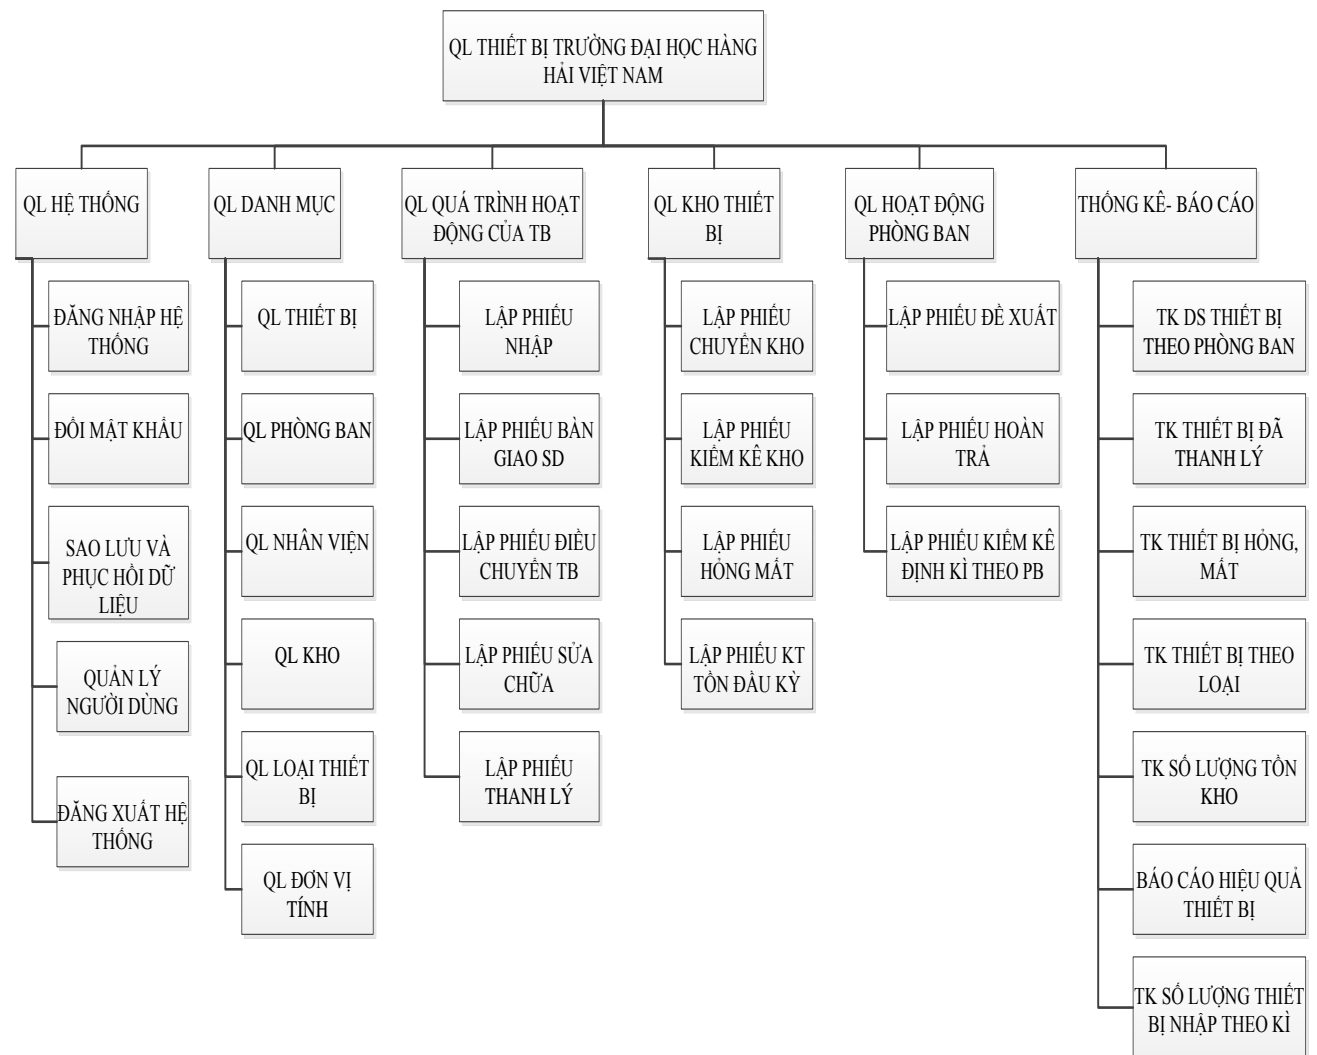 QL THIẾT BỊ TRƯỜNG ĐẠI HỌC HÀNG
HẢI VIỆT NAM
QL HỆ THỐNG
ĐĂNG NHẬP HỆ
THỐNG
ĐỔI MẬT KHẨU
SAO LƯU VÀ
PHỤC HỒI DỮ
LIỆU
QUẢN LÝ
NGƯỜI DÙNG
ĐĂNG XUẤT HỆ
THỐNG
QL DANH MỤC
QL THIẾT BỊ
QL PHÒNG BAN
QL NHÂN VIỆN
QL KHO
QL LOẠI THIẾT
BỊ
QL ĐƠN VỊ
TÍNH
QL QUÁ TRÌNH HOẠT
ĐỘNG CỦA TB
LẬP PHIẾU
NHẬP
LẬP PHIẾU BÀN
GIAO SD
LẬP PHIẾU ĐIỀU
CHUYỂN TB
LẬP PHIẾU SỬA
CHỮA
LẬP PHIẾU
THANH LÝ
QL KHO THIẾT
BỊ
LẬP PHIẾU
CHUYỂN KHO
LẬP PHIẾU
KIỂM KÊ KHO
LẬP PHIẾU
HỎNG MẤT
LẬP PHIẾU KT
TỒN ĐẦU KỲ
QL HOẠT ĐỘNG
PHÒNG BAN
LẬP PHIẾU ĐỀ XUẤT
LẬP PHIẾU HOÀN
TRẢ
LẬP PHIẾU KIỂM KÊ
ĐỊNH KÌ THEO PB
THỐNG KÊ- BÁO CÁO
TK DS THIẾT BỊ
THEO PHÒNG BAN
TK THIẾT BỊ ĐÃ
THANH LÝ
TK THIẾT BỊ HỎNG,
MẤT
TK THIẾT BỊ THEO
LOẠI
TK SỐ LƯỢNG TỒN
KHO
BÁO CÁO HIỆU QUẢ
THIẾT BỊ
TK SỐ LƯỢNG THIẾT
BỊ NHẬP THEO KÌ